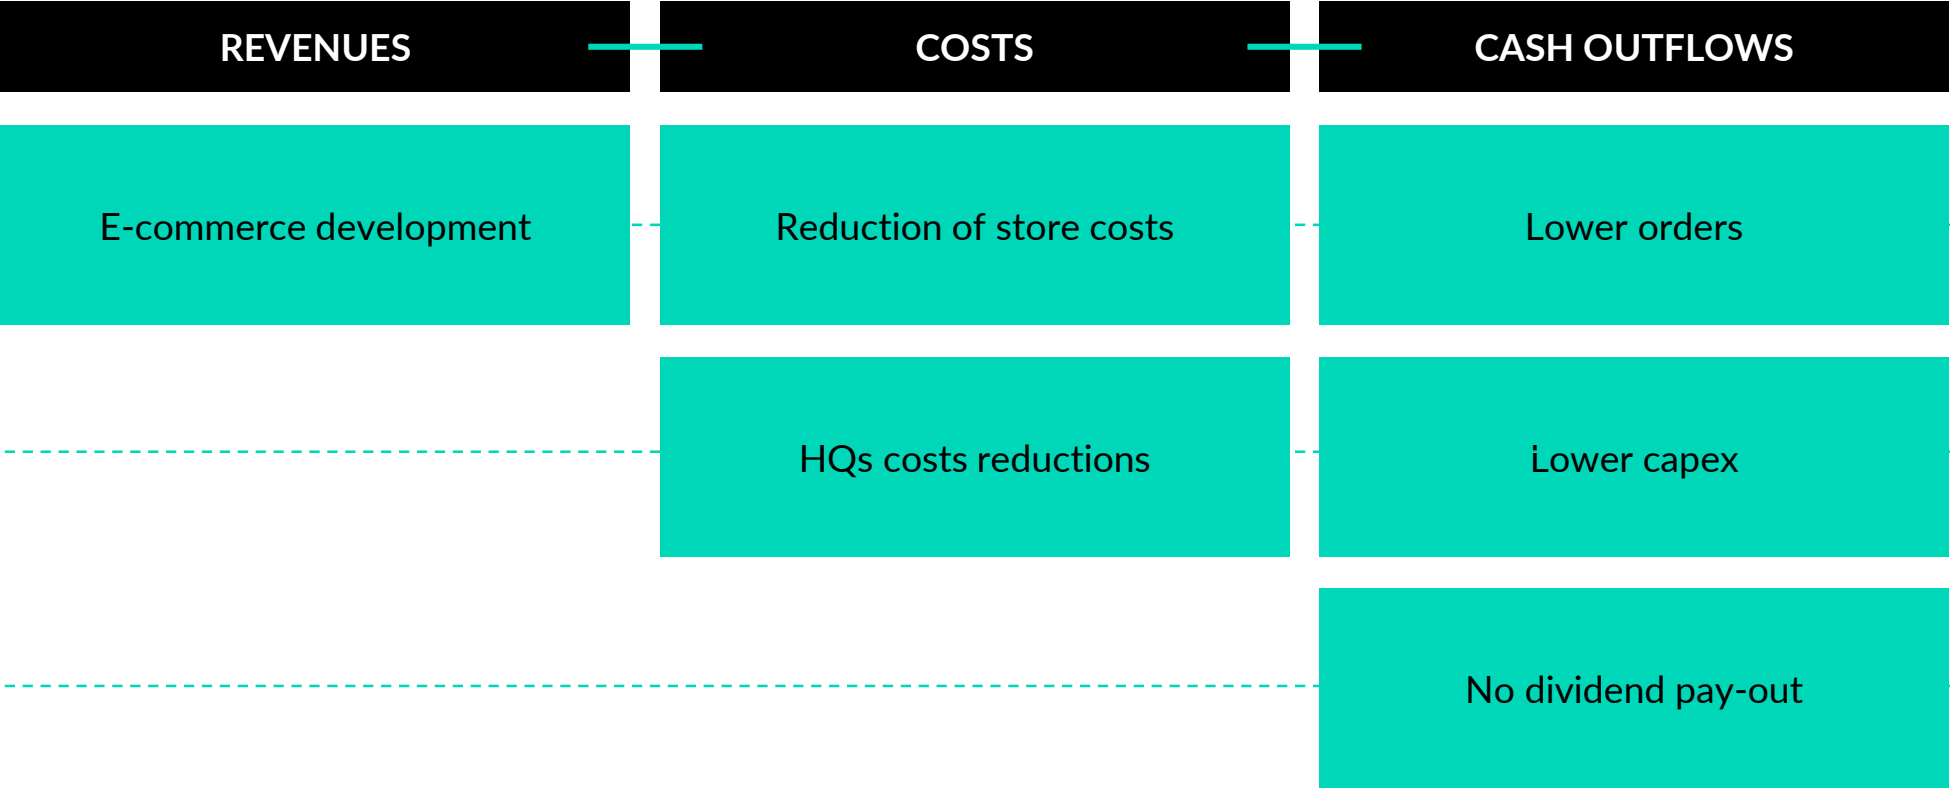 REVENUES
COSTS
CASH OUTFLOWS
E-commerce development
Reduction of store costs
Lower orders
HQs costs reductions
Lower capex
No dividend pay-out